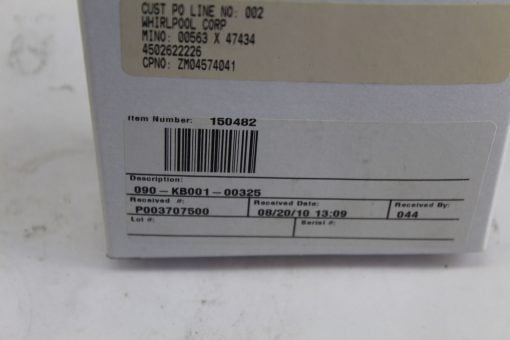 CUST PO LINE NO: 002
WHIRLPOOL CORP
MINO: 00563 X 47434
4502622226
CPNO: ZM04574041
Item Number: 150482
Description:
090-KB001-00325
Received #: Received Date: Received By:
P003707500 08/20/10 13:09 044
Lot #: Serial #: